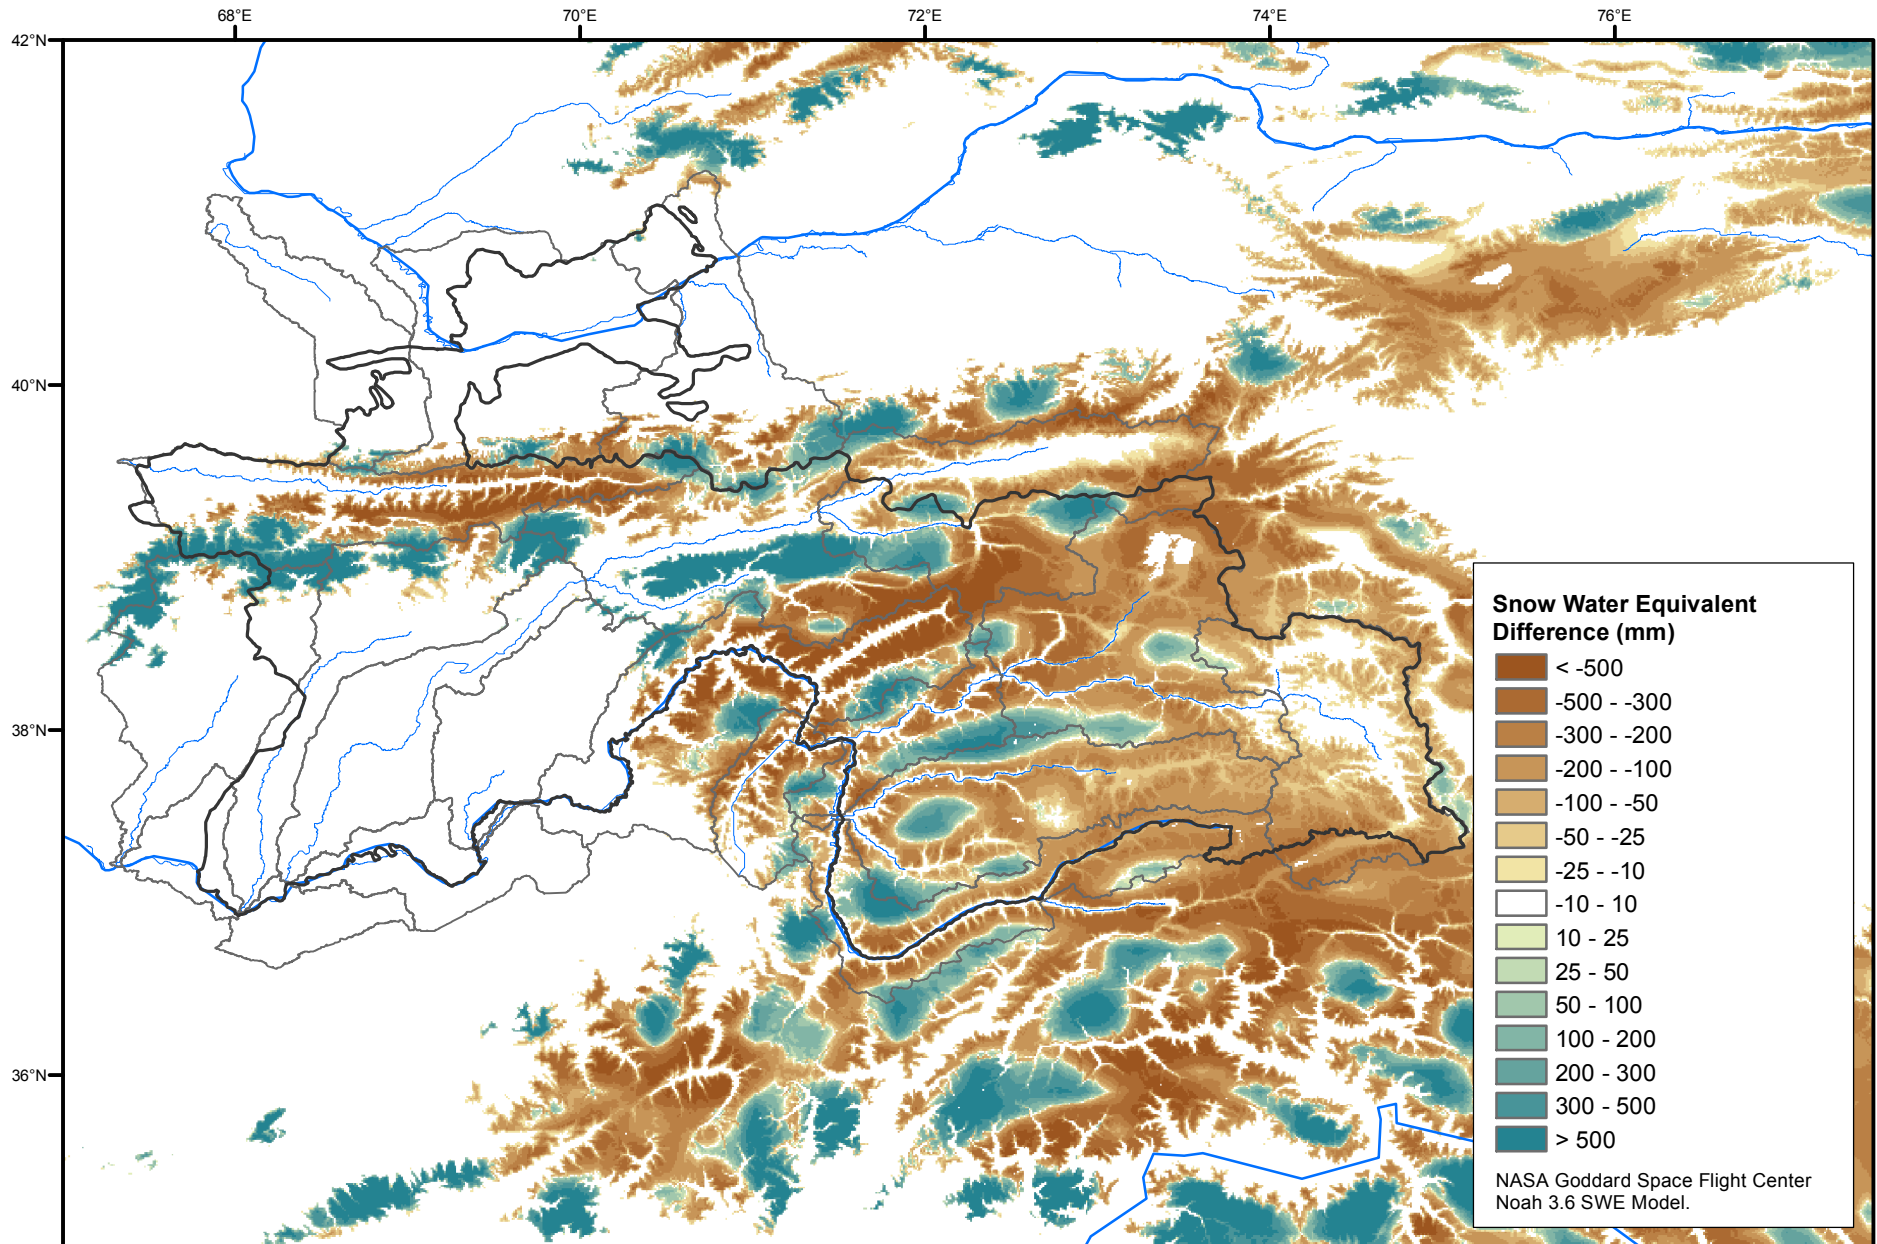 68°E
70°E
72°E
74°E
76°E
42°N
40°N
38°N
36°N
Snow Water Equivalent
Difference (mm)
< -500
-500 - -300
-300 - -200
-200 - -100
-100 - -50
-50 - -25
-25 - -10
-10 - 10
10 - 25
25 - 50
50 - 100
100 - 200
200 - 300
300 - 500
> 500
NASA Goddard Space Flight Center
Noah 3.6 SWE Model.